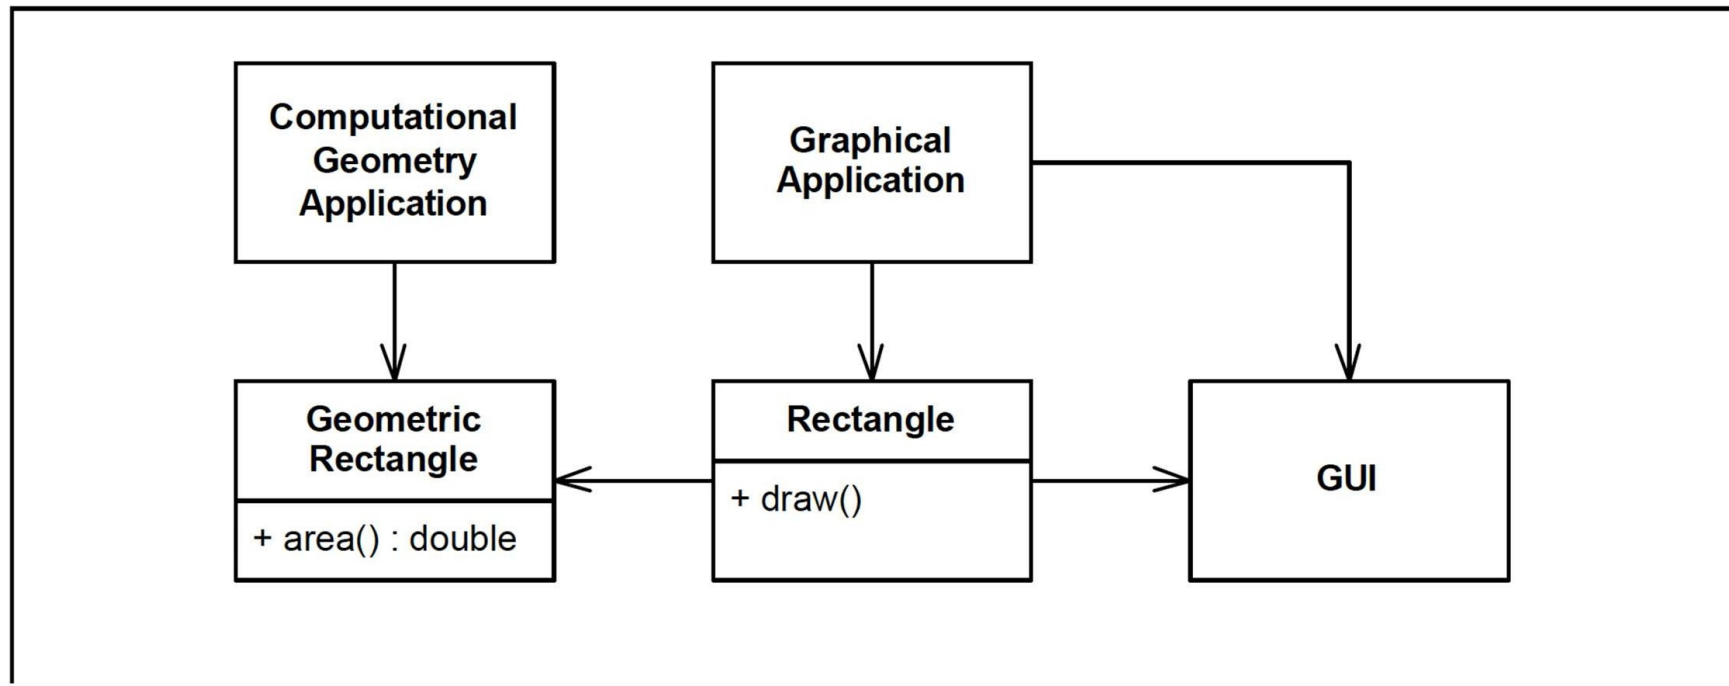 Computational
Geometry
Application
Graphical
Application
Geometric
Rectangle
+ area() : double
Rectangle
+ draw()
GUI